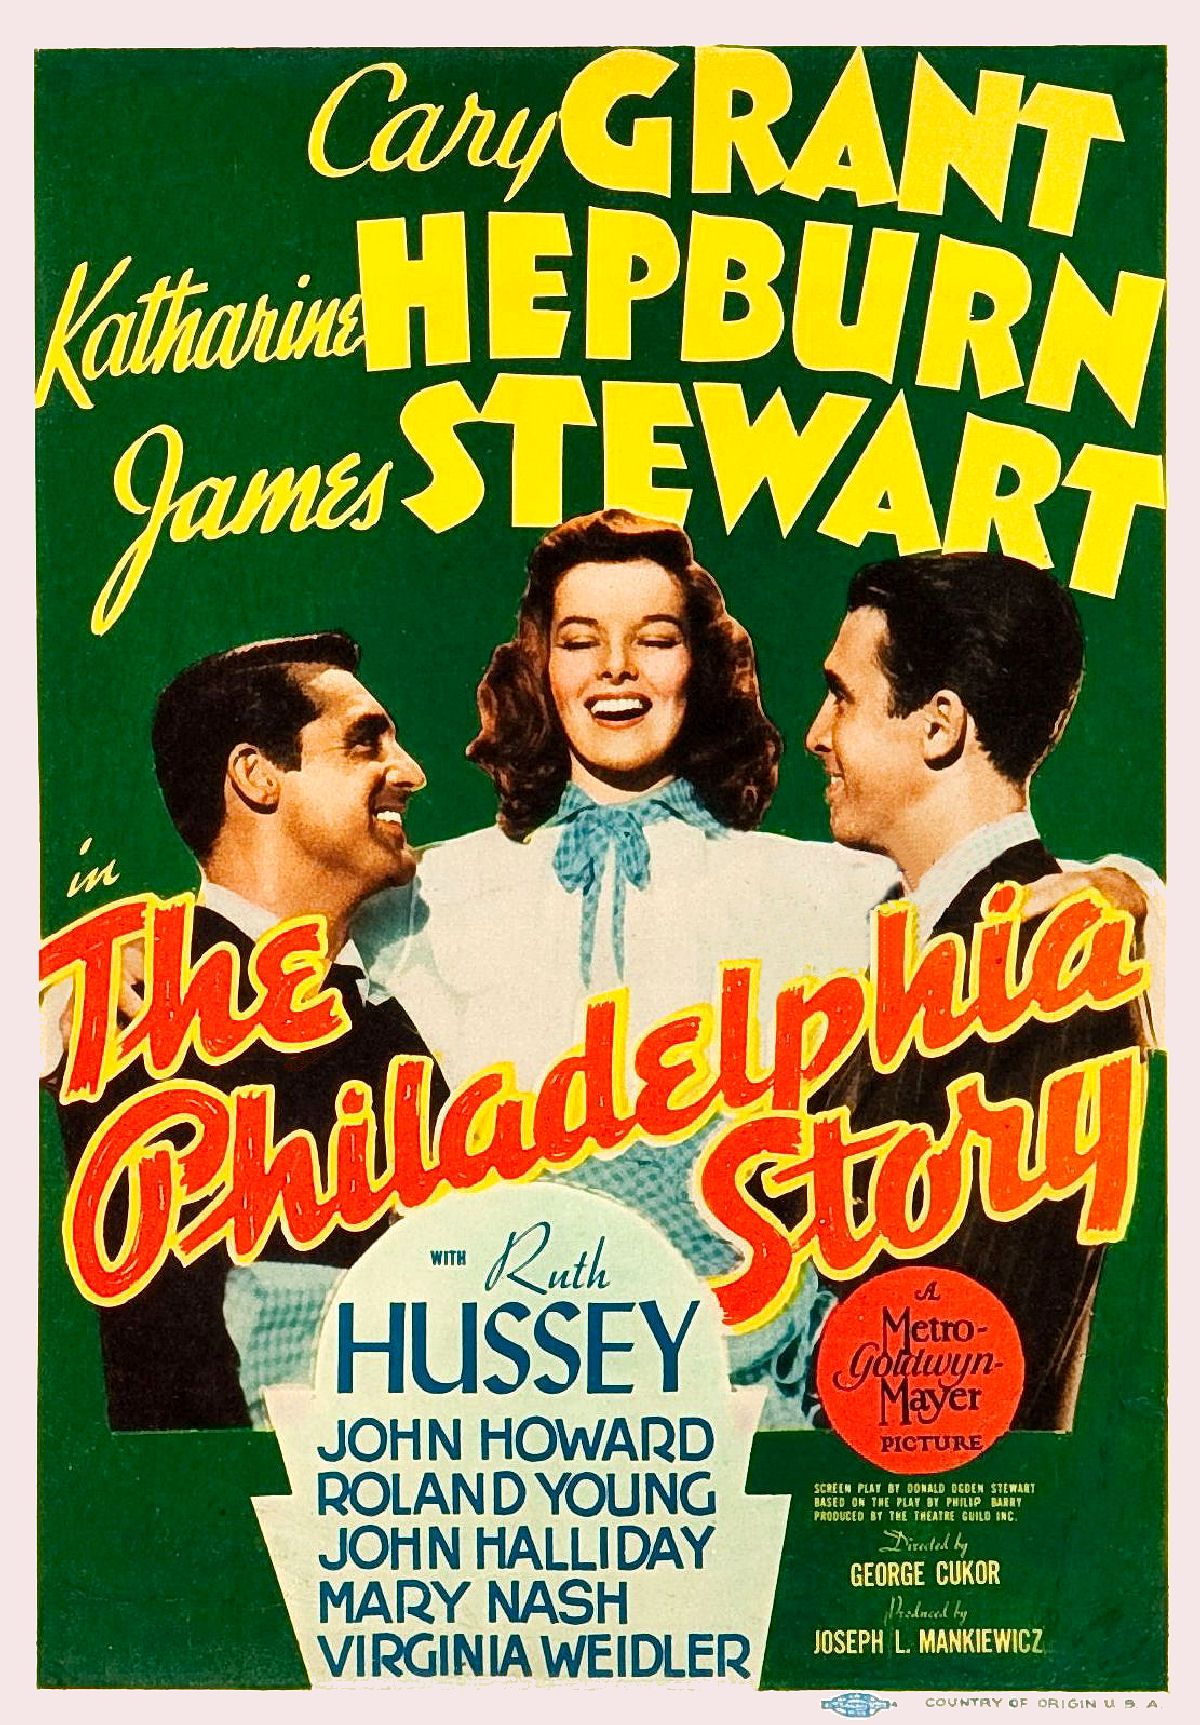 Cary GRANT
Katharine HEPBURN
James STEWART
in
The
Philadelphia
Story
WITH Ruth
HUSSEY
JOHN HOWARD
ROLAND YOUNG
JOHN HALLIDAY
MARY NASH
VIRGINIA WEIDLER
A
Metro-
Goldwyn-
Mayer
PICTURE
SCREEN PLAY BY DONALD OGDEN STEWART
BASED ON THE PLAY BY PHILIP BARRY
PRODUCED BY THE THEATRE GUILD INC.
Directed by
GEORGE CUKOR
Produced by
JOSEPH L. MANKIEWICZ
COUNTRY OF ORIGIN U. S. A.